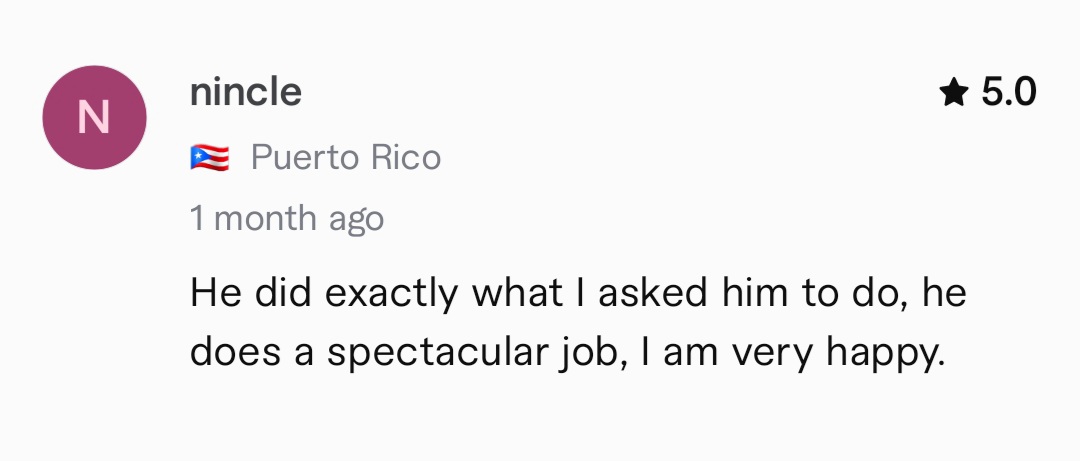 N
nincle
★ 5.0
🇵🇷 Puerto Rico
1 month ago
He did exactly what I asked him to do, he
does a spectacular job, I am very happy.